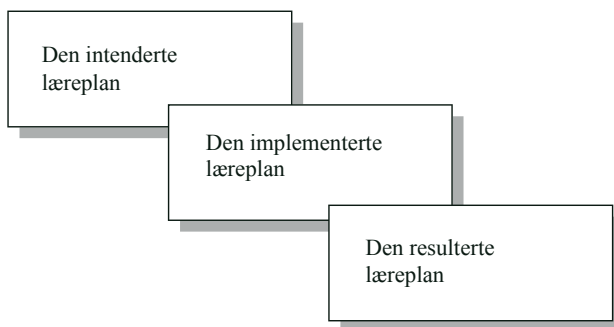 Den intenderte
læreplan
Den implementerte
læreplan
Den resulterte
læreplan